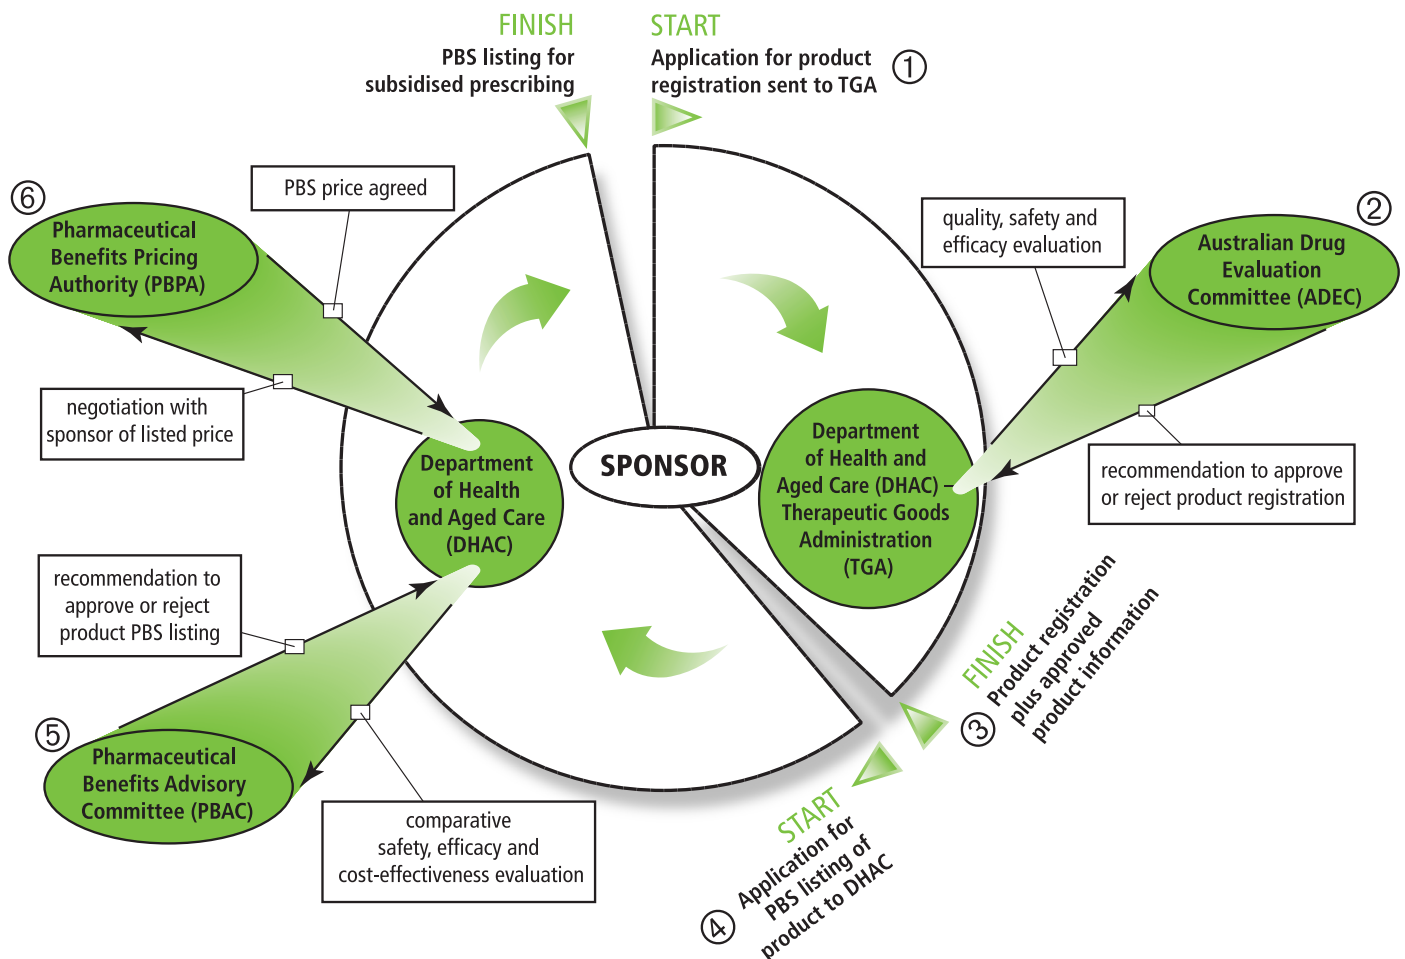 FINISH
PBS listing for
subsidised prescribing
START
Application for product
registration sent to TGA
1
2
quality, safety and
efficacy evaluation
Australian Drug
Evaluation
Committee (ADEC)
recommendation to approve
or reject product registration
Department
of Health and
Aged Care (DHAC) –
Therapeutic Goods
Administration
(TGA)
SPONSOR
FINISH
3
Product registration
plus approved
product information
START
4
Application for
PBS listing of
product to DHAC
Department
of Health
and Aged Care
(DHAC)
recommendation to
approve or reject
product PBS listing
5
Pharmaceutical
Benefits Advisory
Committee (PBAC)
comparative
safety, efficacy and
cost-effectiveness evaluation
6
Pharmaceutical
Benefits Pricing
Authority (PBPA)
PBS price agreed
negotiation with
sponsor of listed price